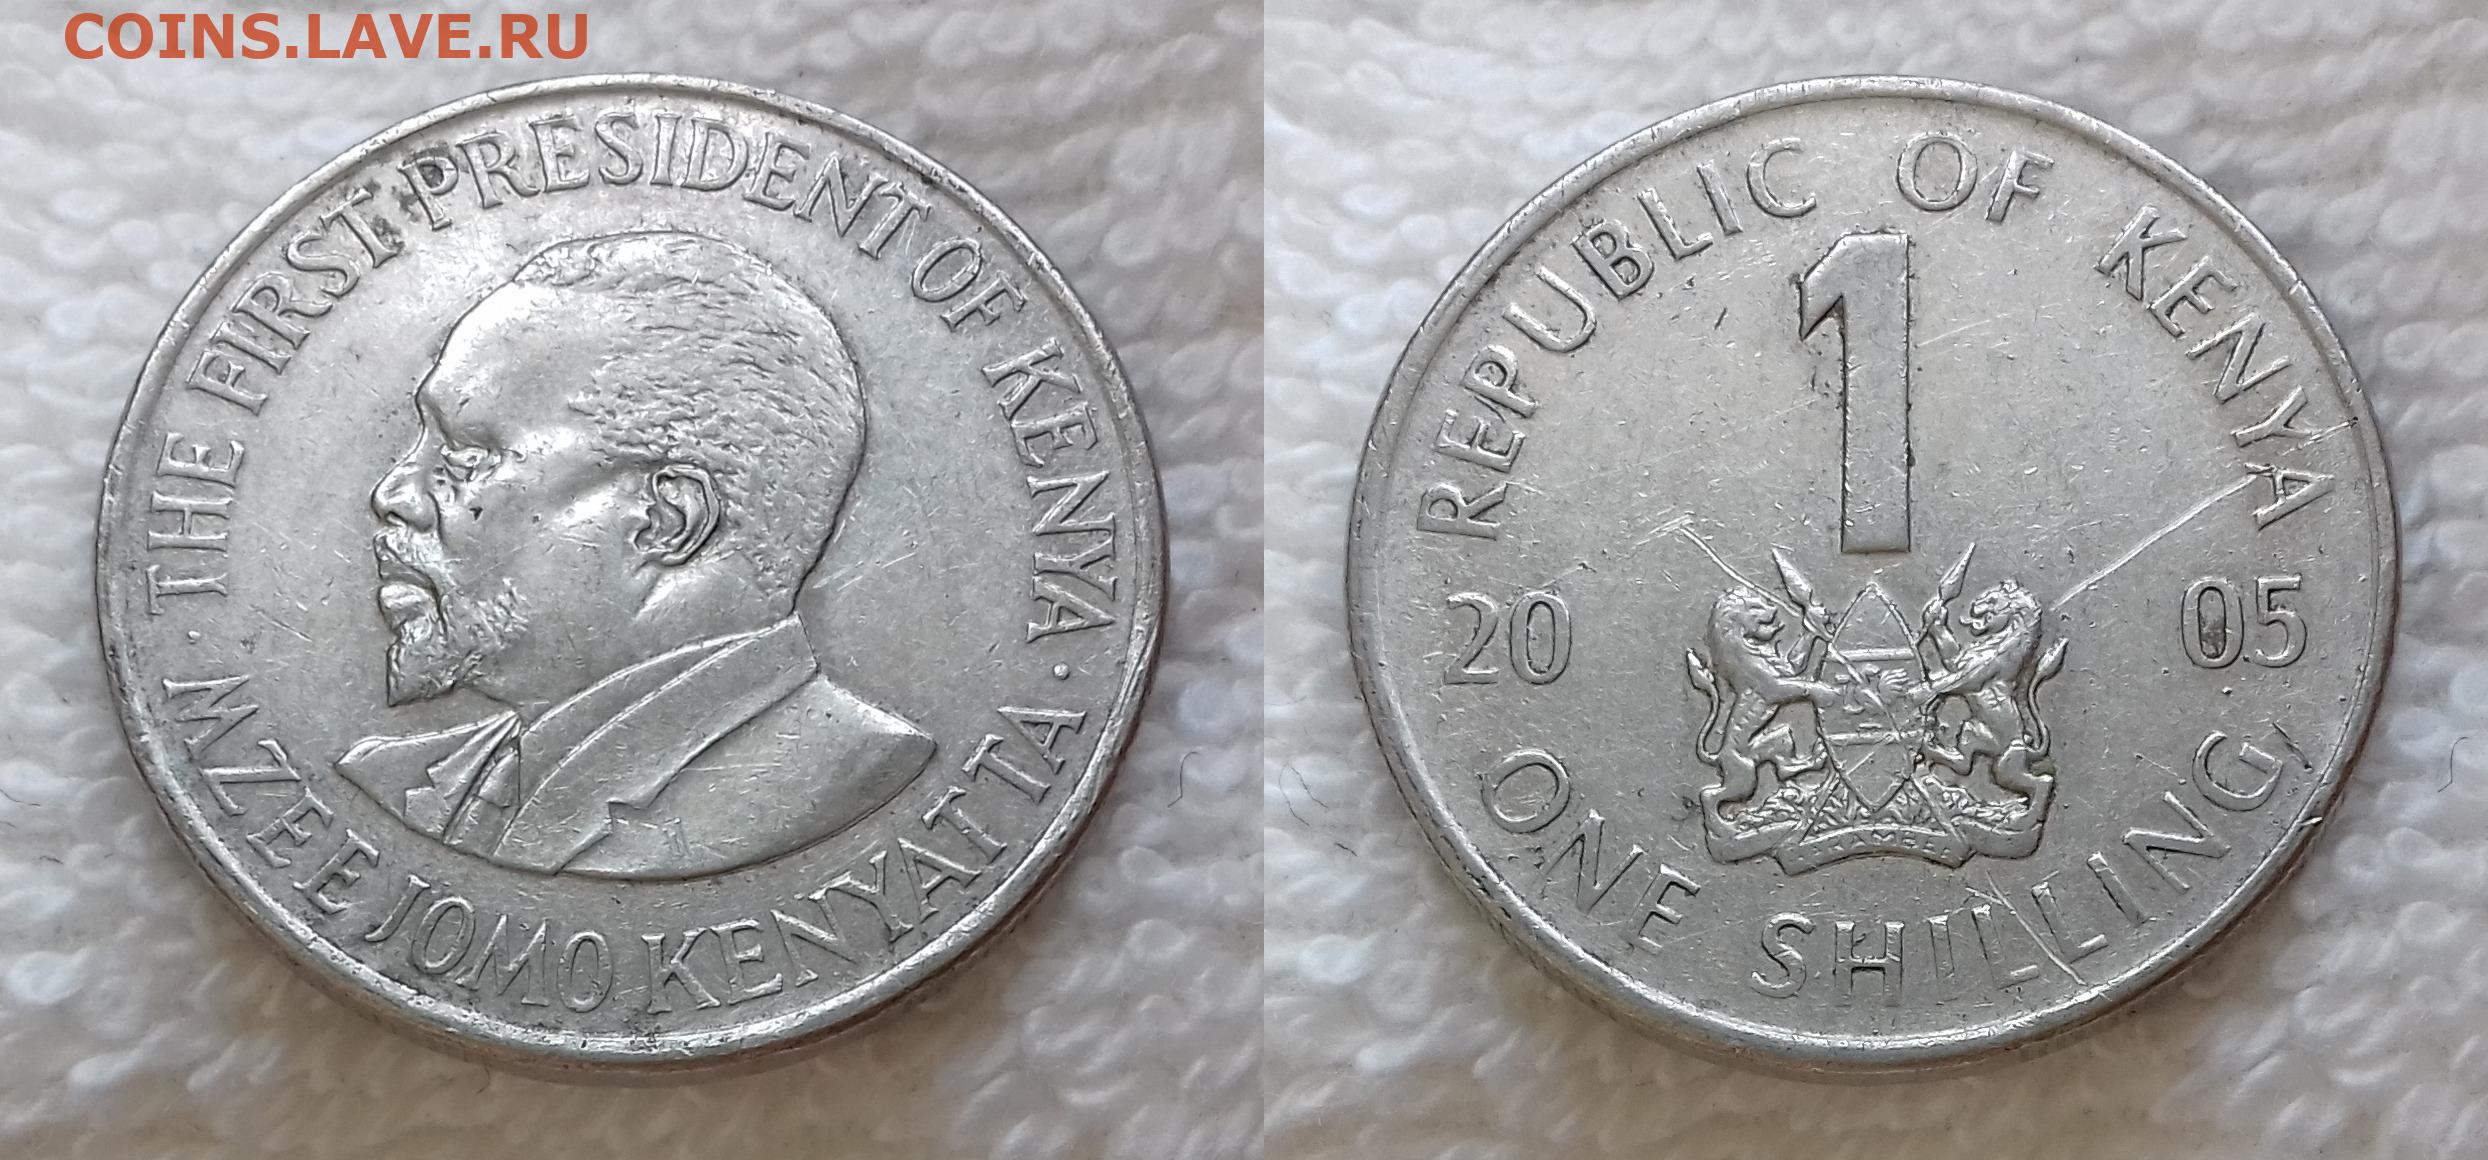 COINS.LAVE.RU
· THE FIRST PRESIDENT OF KENYA ·
MZEE JOMO KENYATTA
REPUBLIC OF KENYA
1
20 05
ONE SHILLING